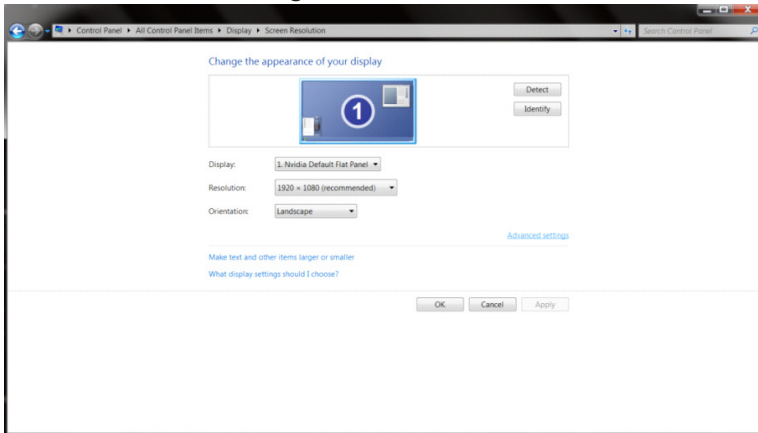 Control Panel ▸ All Control Panel Items ▸ Display ▸ Screen Resolution
Search Control Panel
Change the appearance of your display
1
Detect
Identify
Display: 1. Nvidia Default Flat Panel
Resolution: 1920 × 1080 (recommended)
Orientation: Landscape
Advanced settings
Make text and other items larger or smaller
What display settings should I choose?
OK Cancel Apply